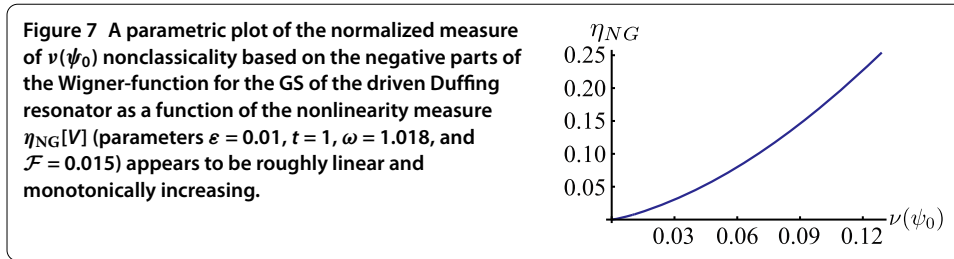 Figure 7 A parametric plot of the normalized measure
of ν(ψ₀) nonclassicality based on the negative parts of
the Wigner-function for the GS of the driven Duffing
resonator as a function of the nonlinearity measure
ηNG[V] (parameters ε = 0.01, t = 1, ω = 1.018, and
ℱ = 0.015) appears to be roughly linear and
monotonically increasing.
ηNG
0.25
0.20
0.15
0.10
0.05
0.03 0.06 0.09 0.12 ν(ψ₀)